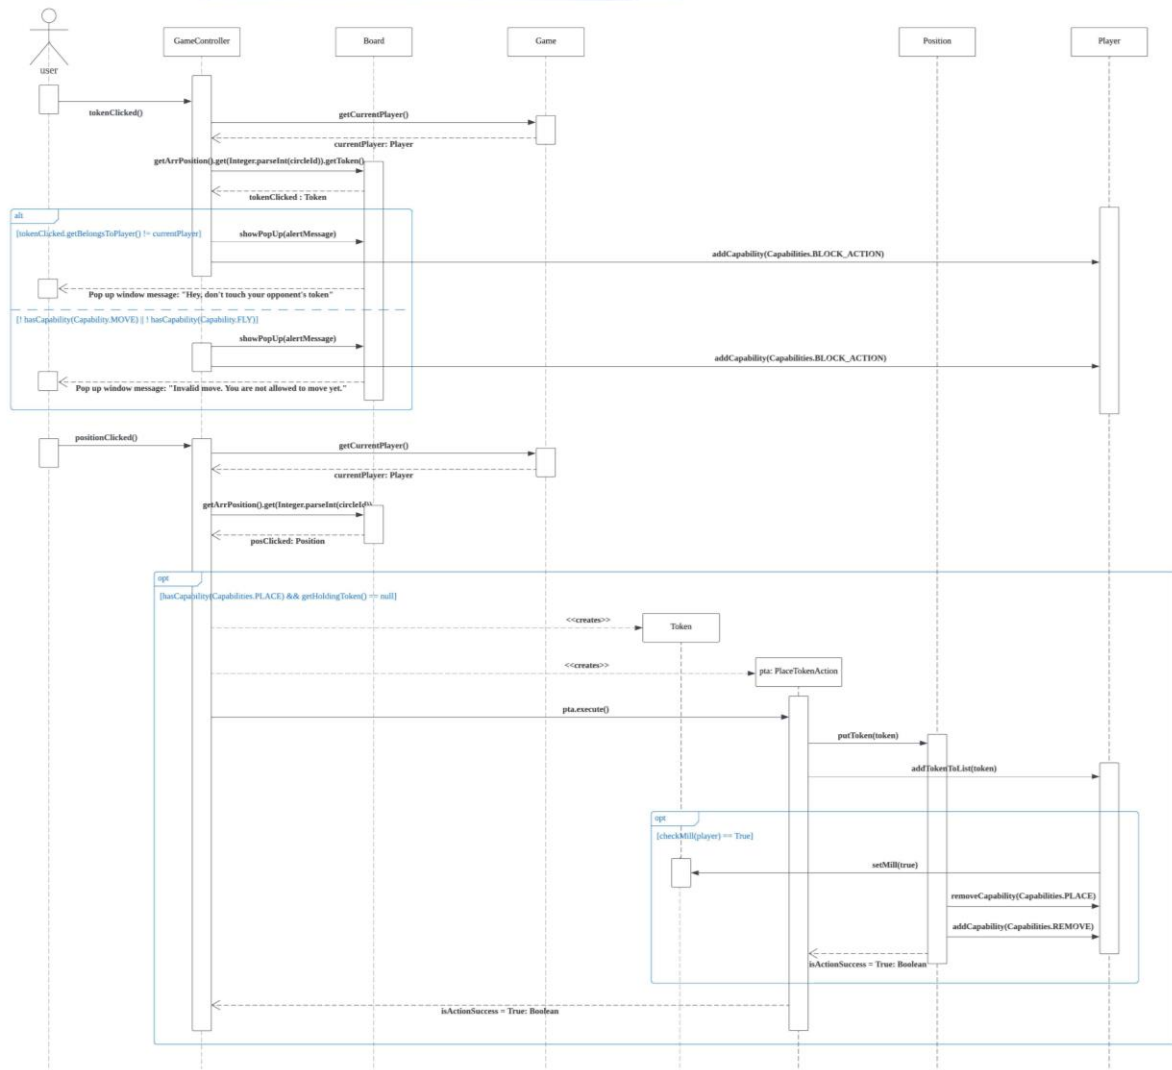 GameController
Board
Game
Position
Player
user
tokenClicked()
getCurrentPlayer()
currentPlayer: Player
getArrPosition().get(Integer.parseInt(circleId)).getToken()
tokenClicked : Token
alt
[tokenClicked.getBelongsToPlayer() != currentPlayer]
showPopUp(alertMessage)
addCapability(Capabilities.BLOCK_ACTION)
Pop up window message: "Hey, don't touch your opponent's token"
[! hasCapability(Capability.MOVE) || ! hasCapability(Capability.FLY)]
showPopUp(alertMessage)
addCapability(Capabilities.BLOCK_ACTION)
Pop up window message: "Invalid move. You are not allowed to move yet."
positionClicked()
getCurrentPlayer()
currentPlayer: Player
getArrPosition().get(Integer.parseInt(circleId))
posClicked: Position
opt
[hasCapability(Capabilities.PLACE) && getHoldingToken() == null]
<<creates>>
Token
<<creates>>
pta: PlaceTokenAction
pta.execute()
putToken(token)
addTokenToList(token)
opt
[checkMill(player) == True]
setMill(true)
removeCapability(Capabilities.PLACE)
addCapability(Capabilities.REMOVE)
isActionSuccess = True: Boolean
isActionSuccess = True: Boolean